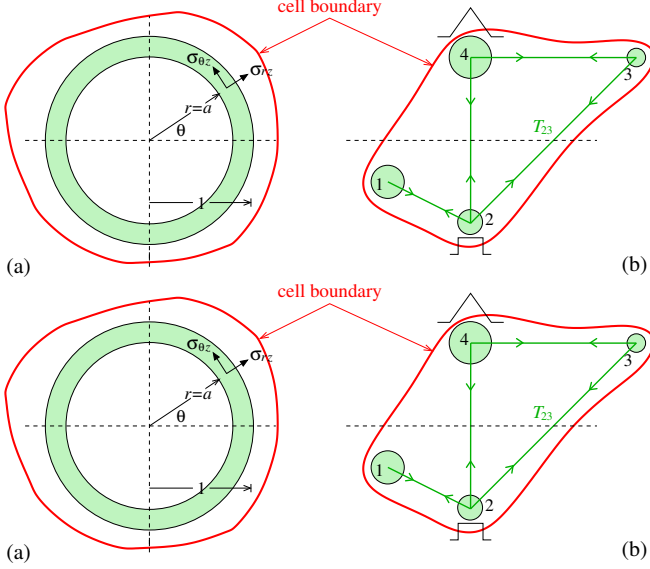 cell boundary
σθz
σrz
r=a
θ
1
(a)
4
3
T23
1
2
(b)
cell boundary
σθz
σrz
r=a
θ
1
(a)
4
3
T23
1
2
(b)